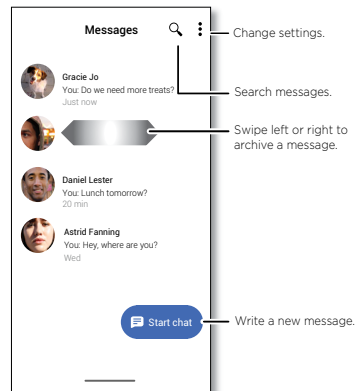 Messages
Change settings.
Gracie Jo
You: Do we need more treats?
Just now
Search messages.
Swipe left or right to
archive a message.
Daniel Lester
You: Lunch tomorrow?
20 min
Astrid Fanning
You: Hey, where are you?
Wed
Start chat
Write a new message.